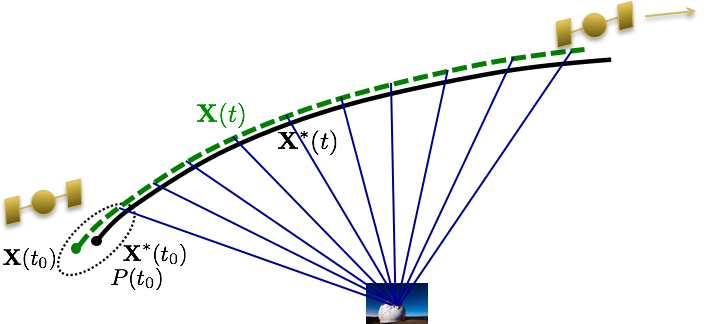 𝐗(t)
𝐗*(t)
𝐗(t₀)
𝐗*(t₀)
P(t₀)